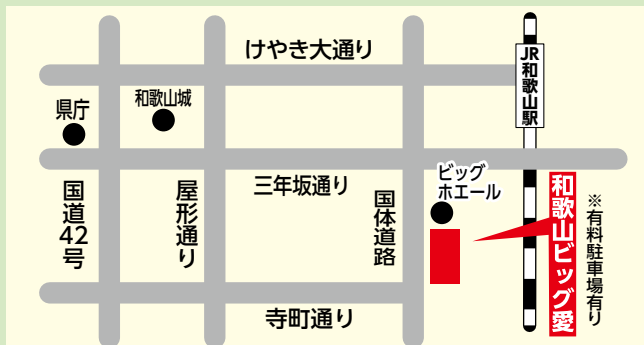 けやき大通り
JR和歌山駅
県庁
和歌山城
三年坂通り
ビッグ
ホエール
国道42号
屋形通り
国体道路
和歌山ビッグ愛
※有料駐車場有り
寺町通り